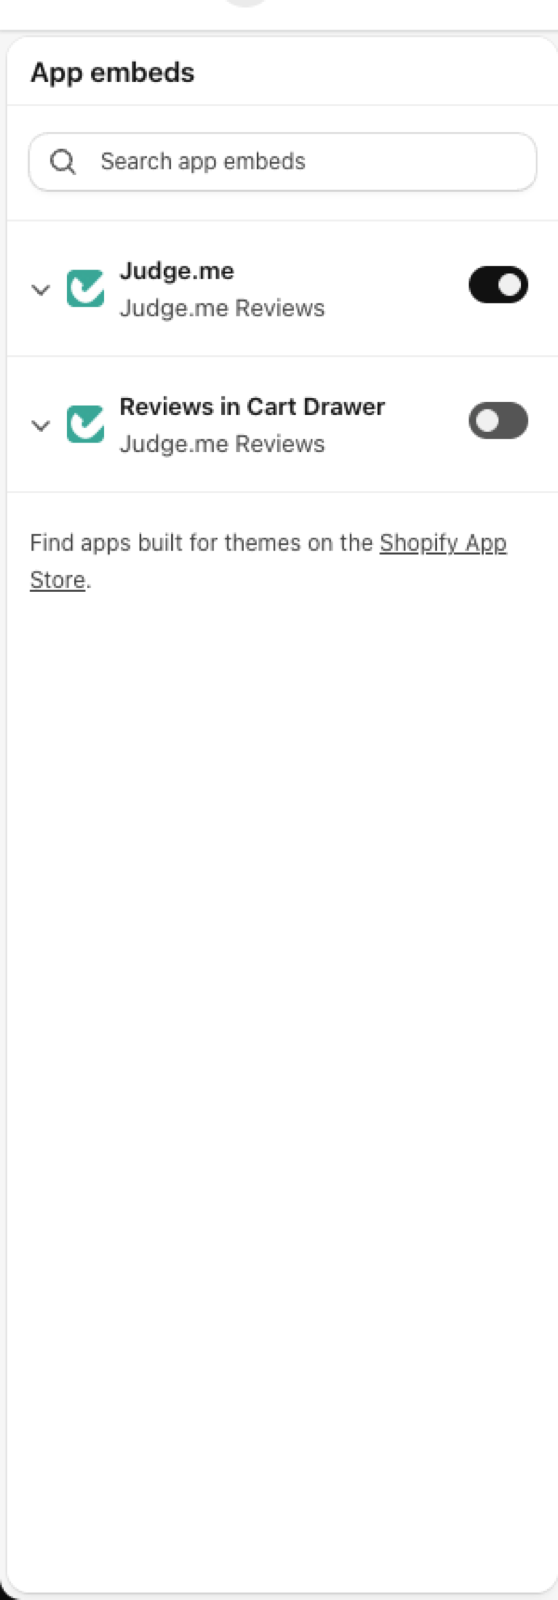 App embeds
Search app embeds
Judge.me
Judge.me Reviews
Reviews in Cart Drawer
Judge.me Reviews
Find apps built for themes on the Shopify App
Store.